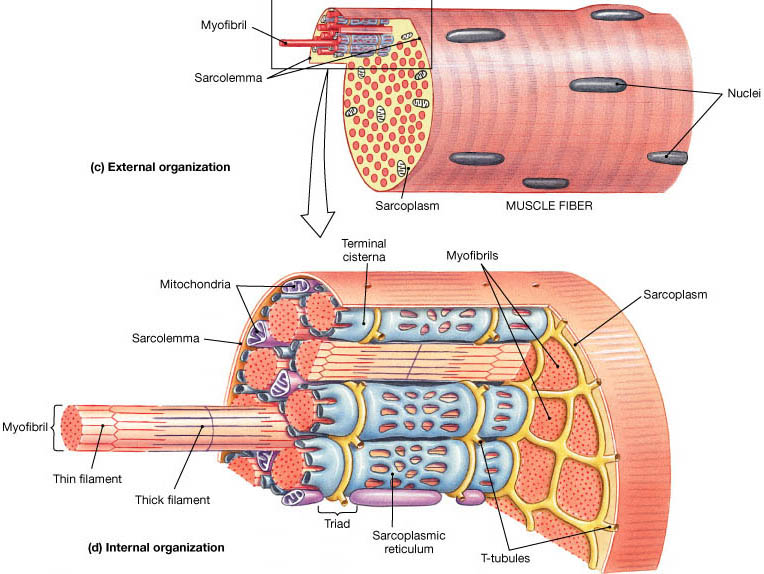 Myofibril
Sarcolemma
Nuclei
(c) External organization
Sarcoplasm
MUSCLE FIBER
Terminal
cisterna
Myofibrils
Mitochondria
Sarcoplasm
Sarcolemma
Myofibril
Thin filament
Thick filament
Triad
Sarcoplasmic
reticulum
T-tubules
(d) Internal organization